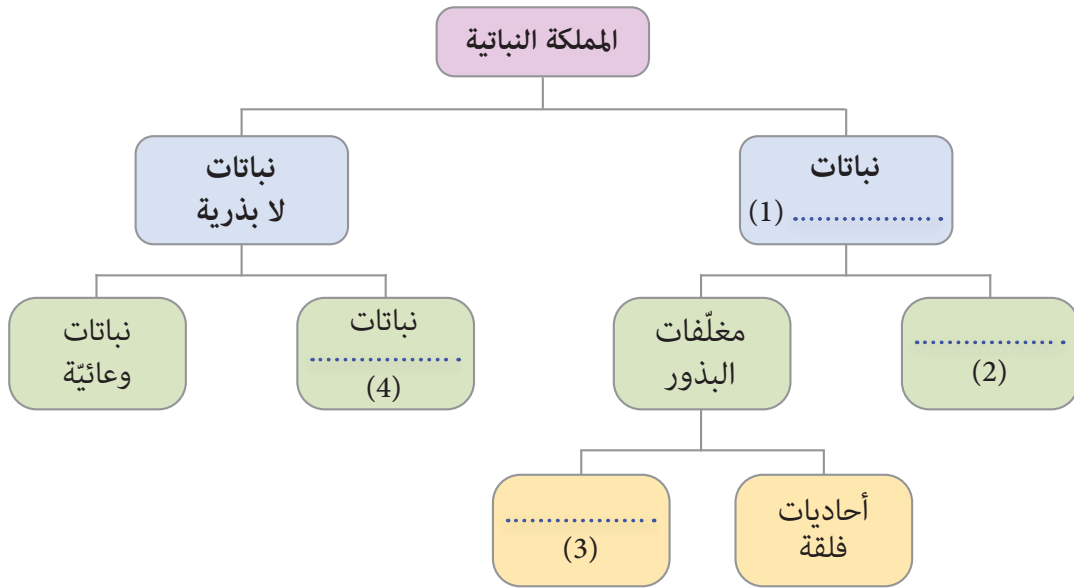 المملكة النباتية
نباتات
(1) ..................
نباتات
لا بذرية
..................
(2)
مغلّفات
البذور
نباتات
..................
(4)
نباتات
وعائيّة
أحاديات
فلقة
..................
(3)